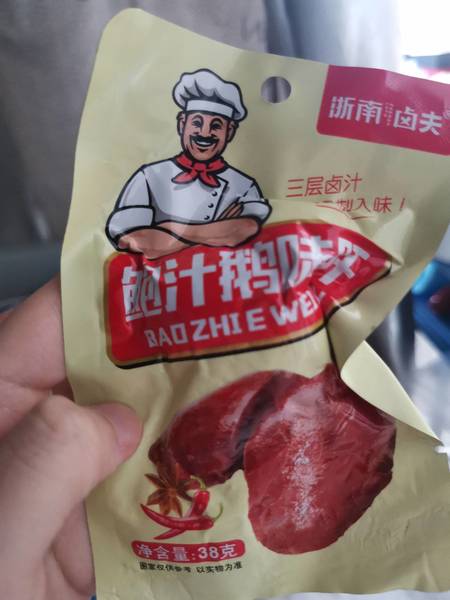 浙南 卤夫
三层卤汁
制入味！
鲍汁鹅味
BAO ZHI E WEI
净含量:38克
图案仅供参考 以实物为准